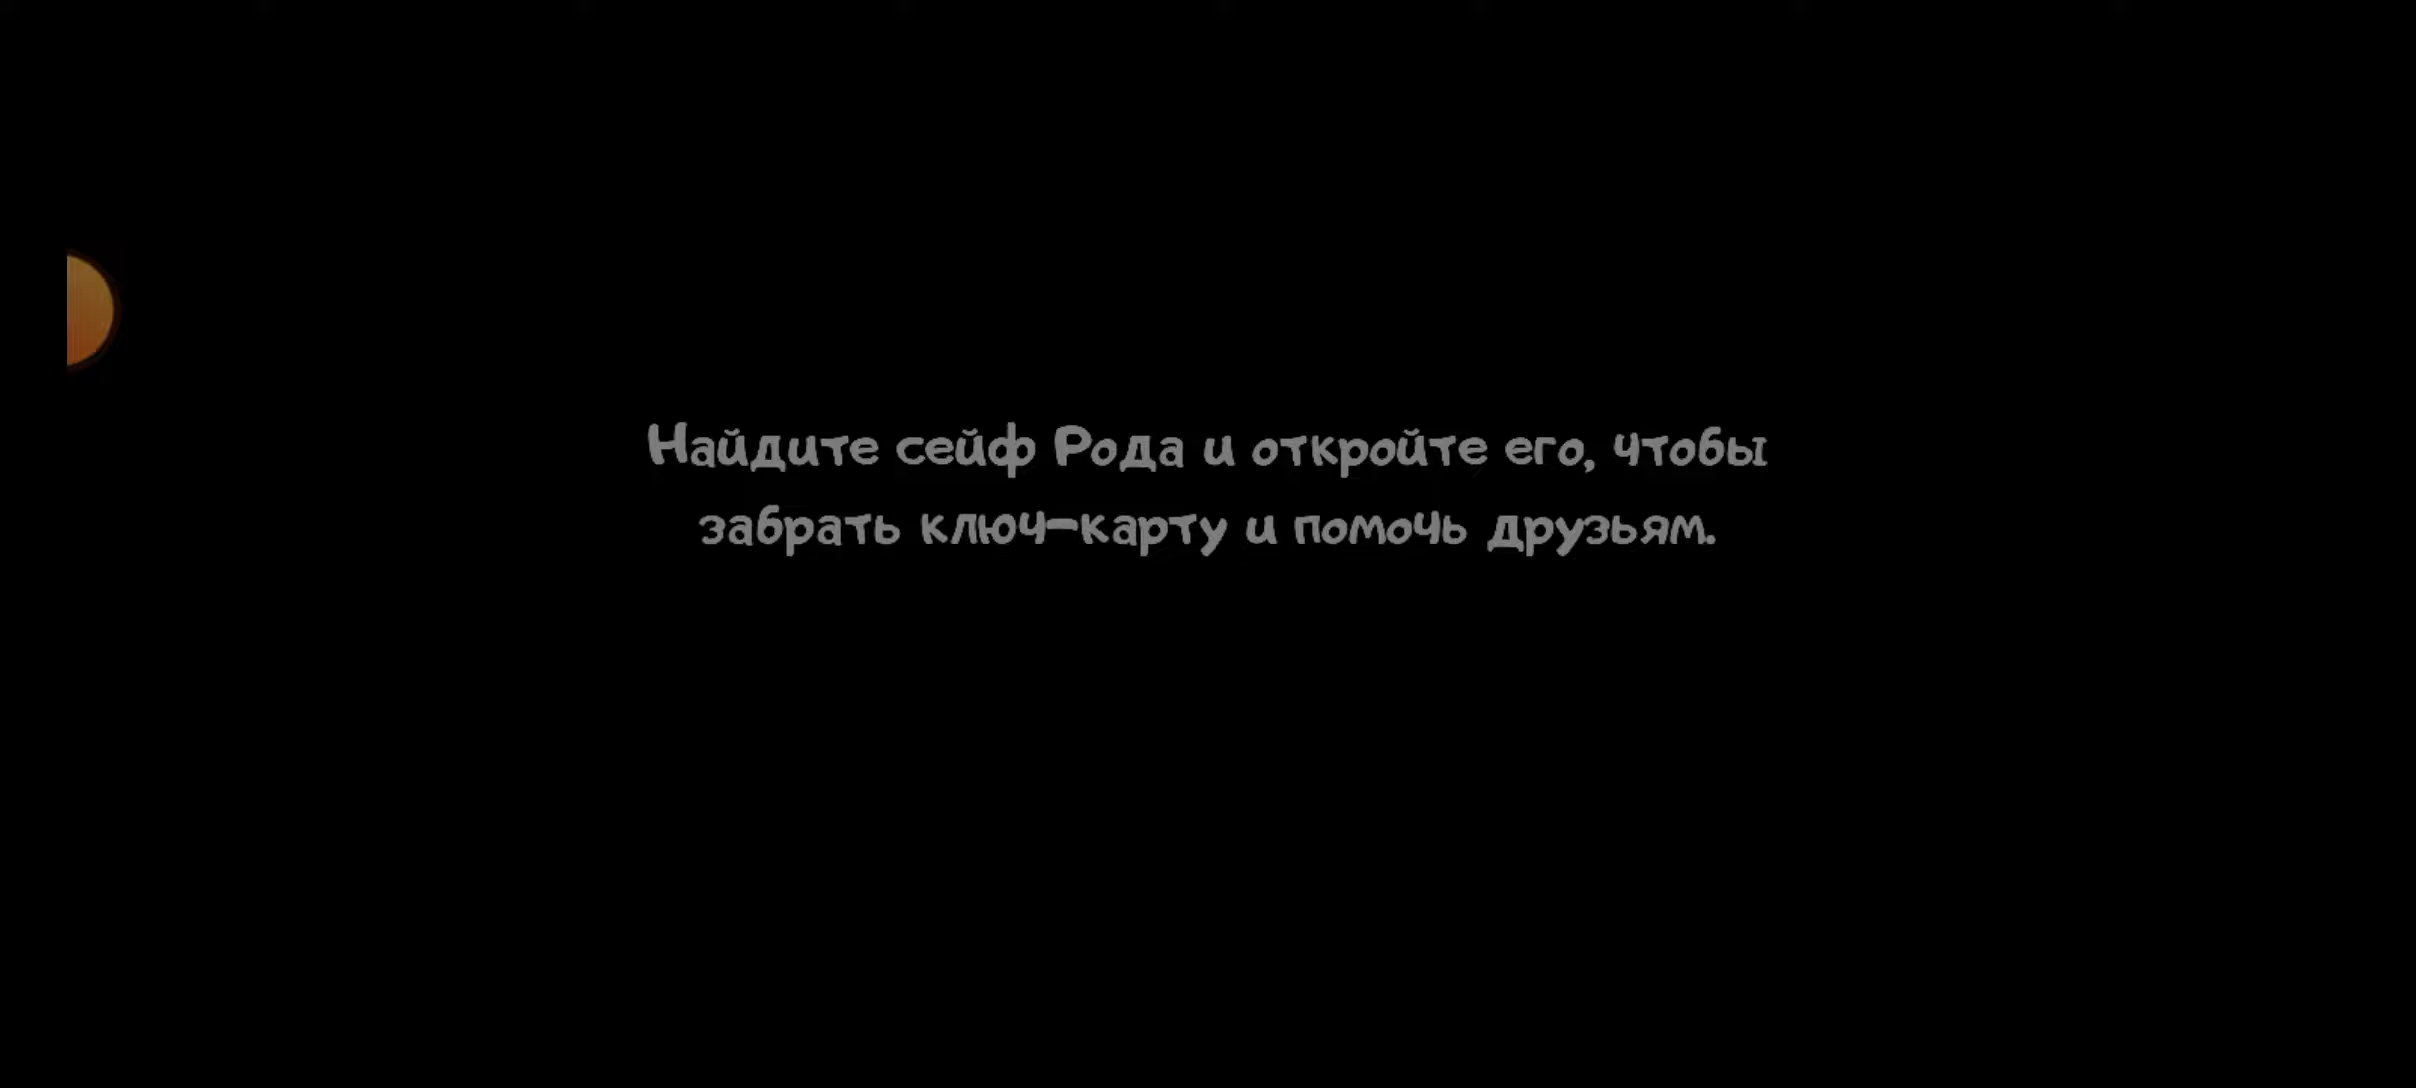 Найдите сейф Рода и откройте его, чтобы
забрать ключ-карту и помочь друзьям.